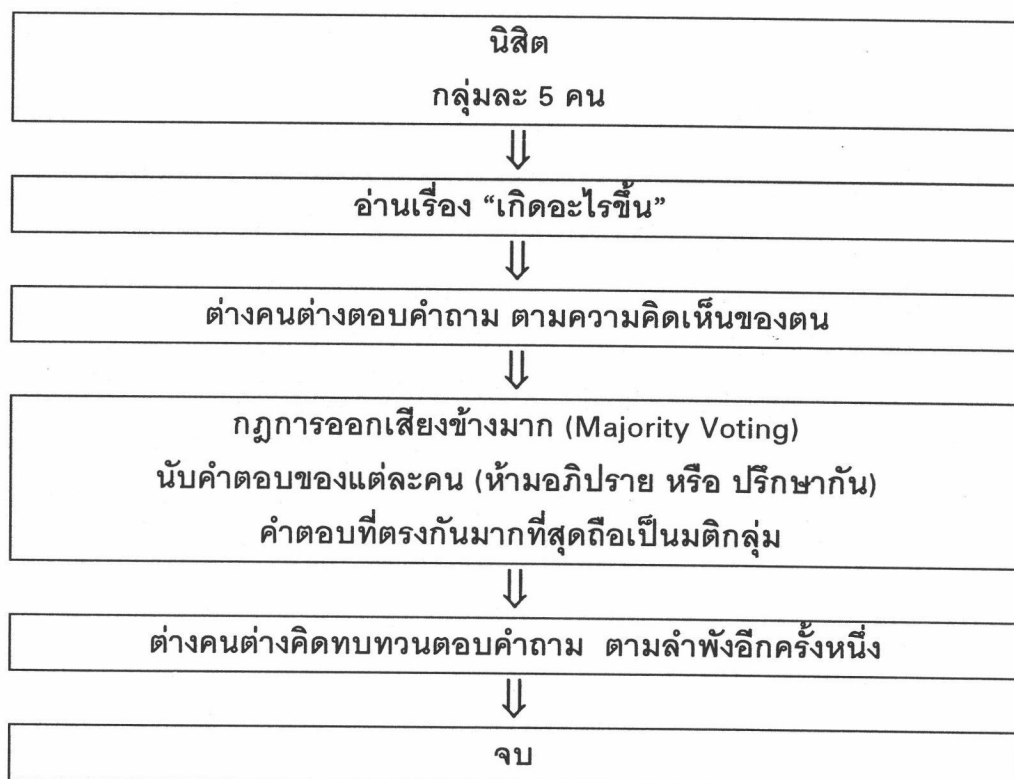 นิสิต
กลุ่มละ 5 คน
อ่านเรื่อง “เกิดอะไรขึ้น”
ต่างคนต่างตอบคำถาม ตามความคิดเห็นของตน
กฎการออกเสียงข้างมาก (Majority Voting)
นับคำตอบของแต่ละคน (ห้ามอภิปราย หรือ ปรึกษากัน)
คำตอบที่ตรงกันมากที่สุดถือเป็นมติกลุ่ม
ต่างคนต่างคิดทบทวนตอบคำถาม ตามลำพังอีกครั้งหนึ่ง
จบ